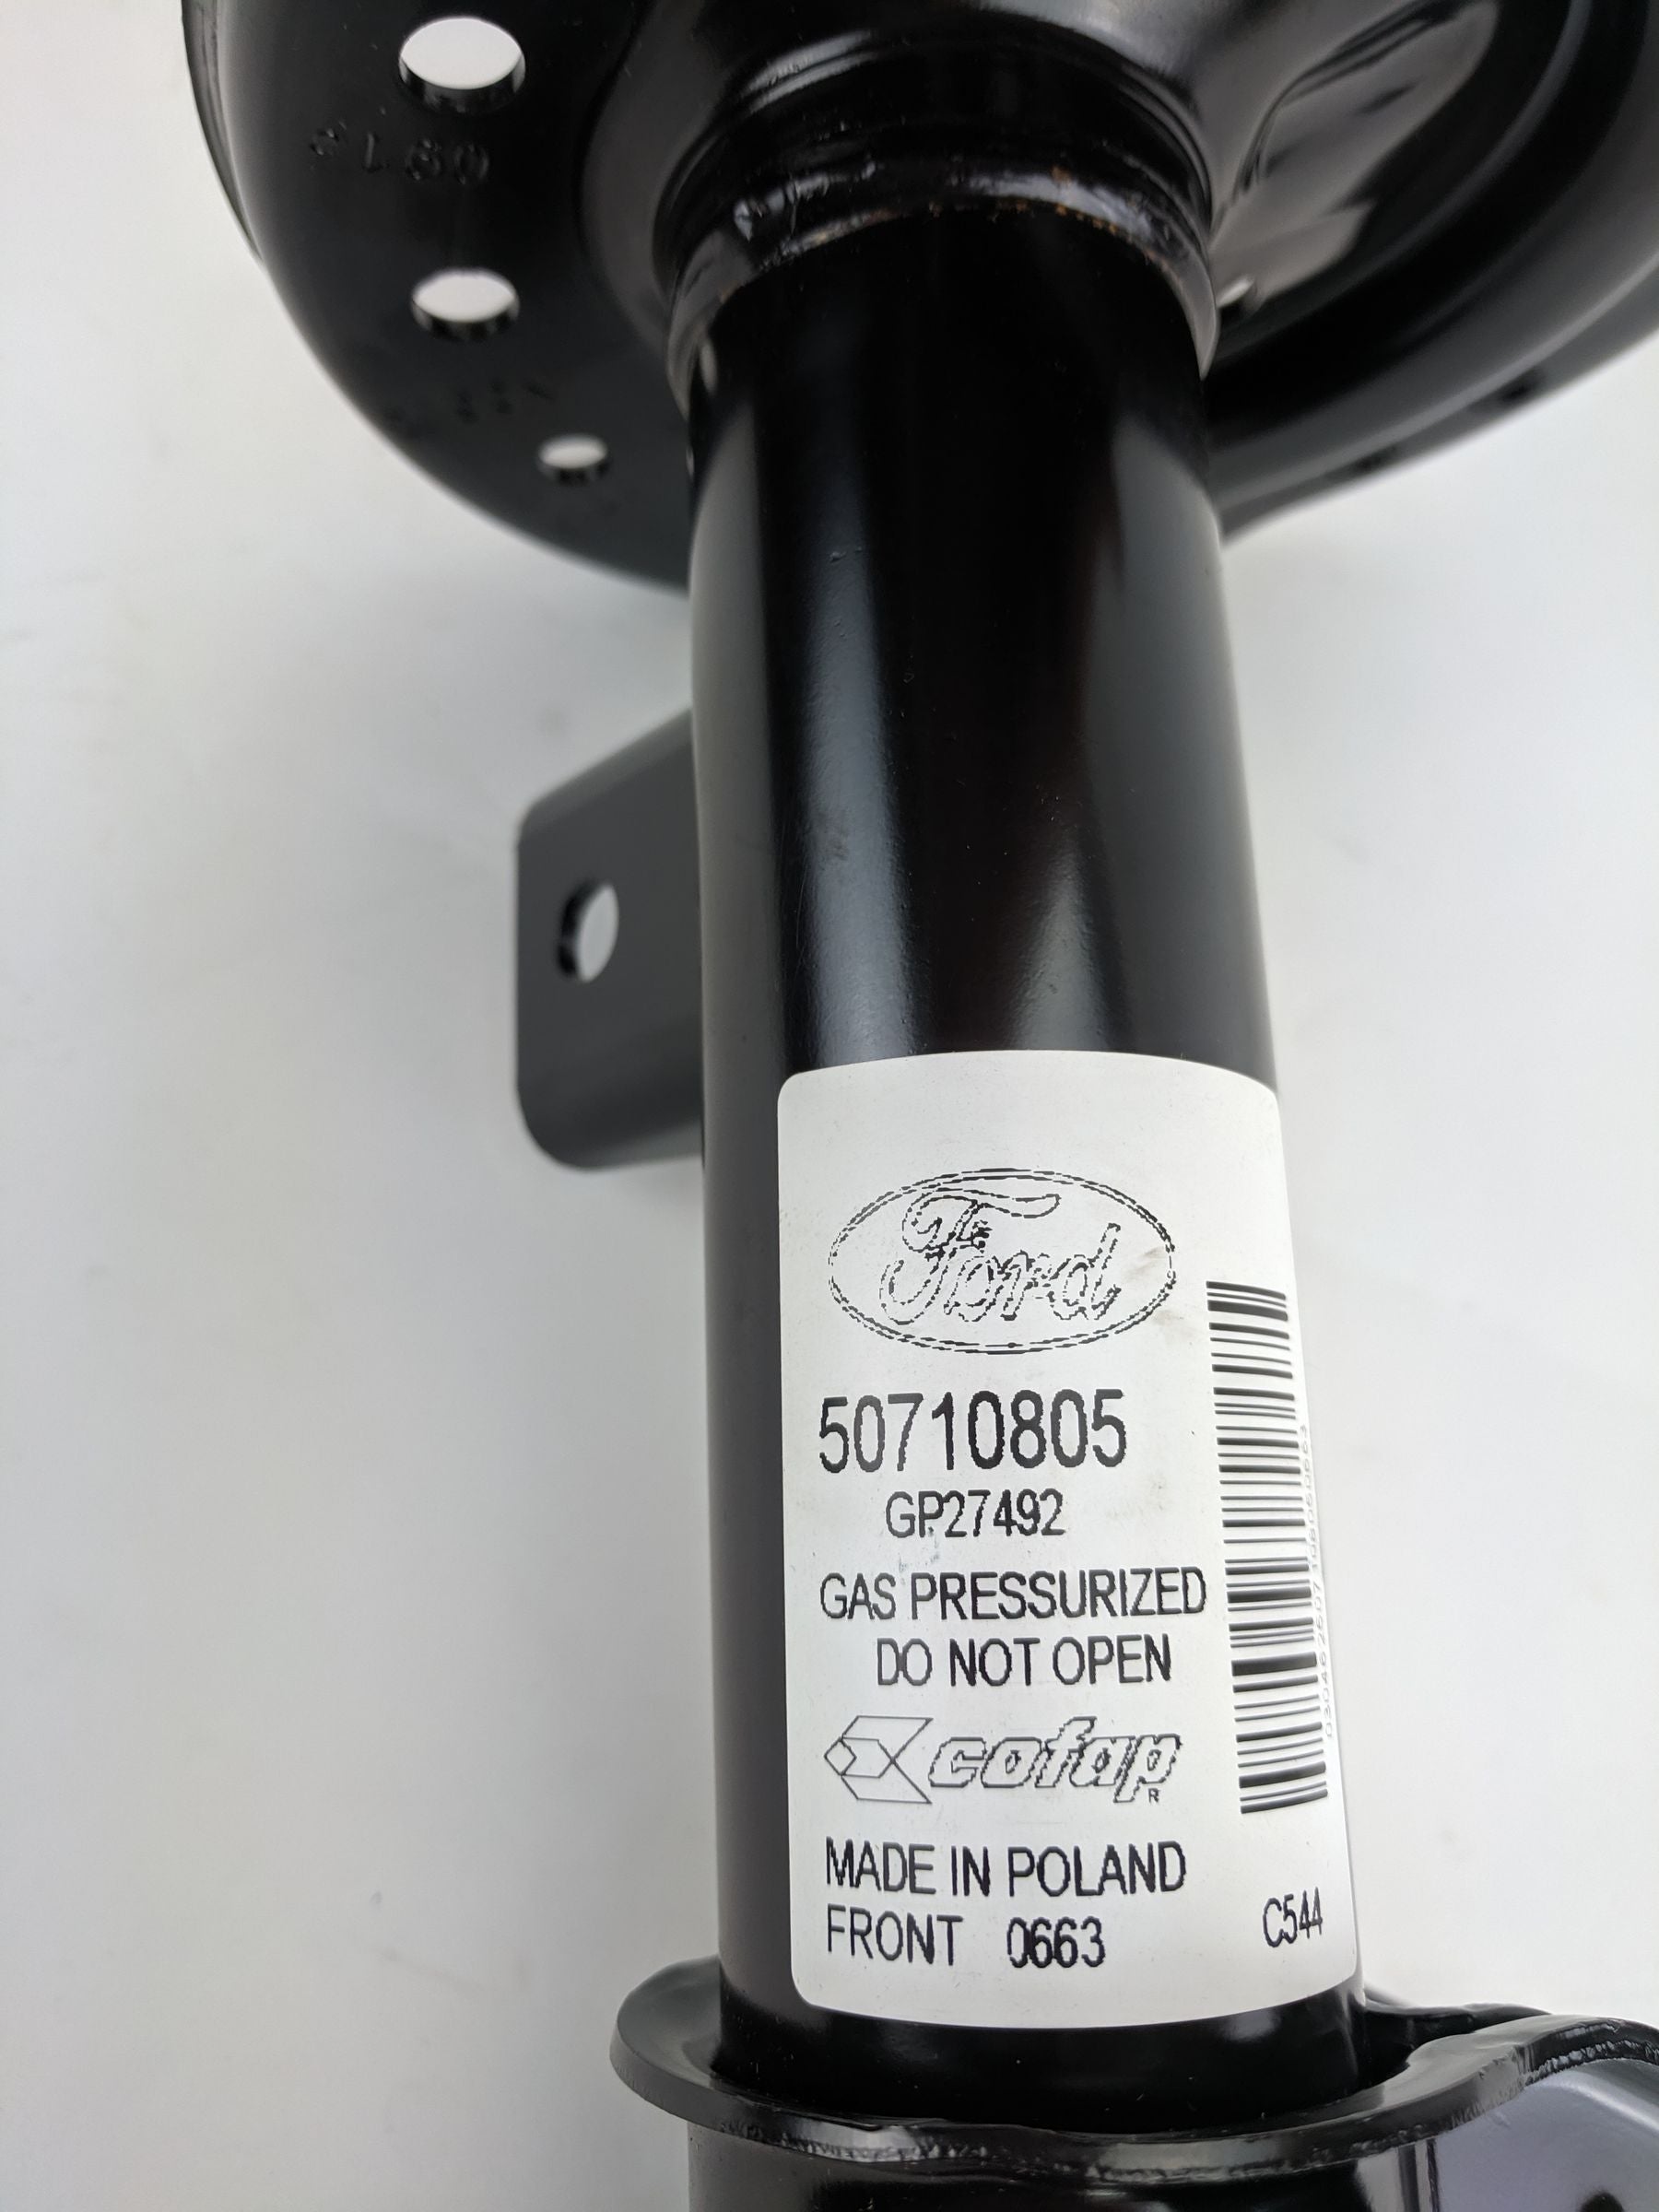 Ford
50710805
GP27492
GAS PRESSURIZED
DO NOT OPEN
cofap
R
MADE IN POLAND
FRONT 0663
C544